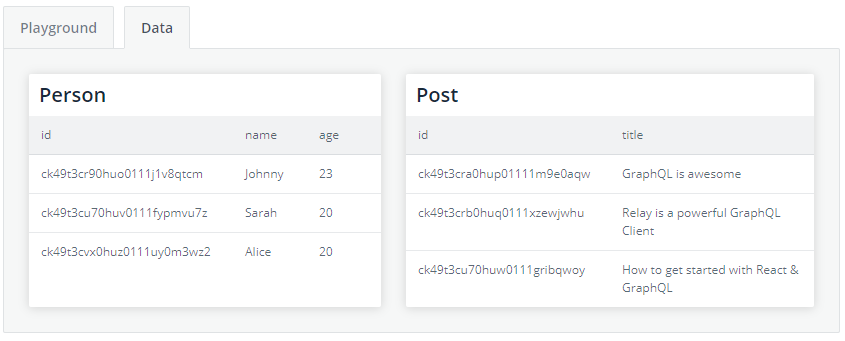 Playground Data
Person
id name age
ck49t3cr90huo0111j1v8qtcm Johnny 23
ck49t3cu70huv0111fypmvu7z Sarah 20
ck49t3cvx0huz0111uy0m3wz2 Alice 20
Post
id title
ck49t3cra0hup01111m9e0aqw GraphQL is awesome
ck49t3crb0huq0111xzewjwhu Relay is a powerful GraphQL
Client
ck49t3cu70huw0111gribqwoy How to get started with React &
GraphQL